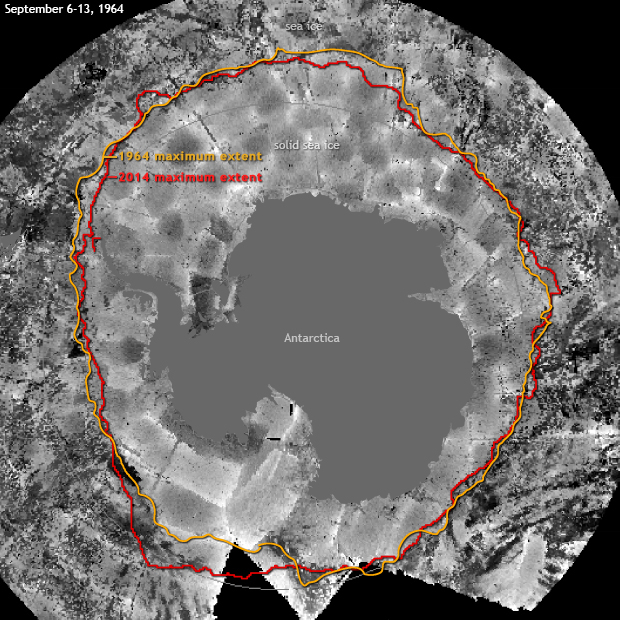 September 6-13, 1964
sea ice
solid sea ice
1964 maximum extent
2014 maximum extent
Antarctica